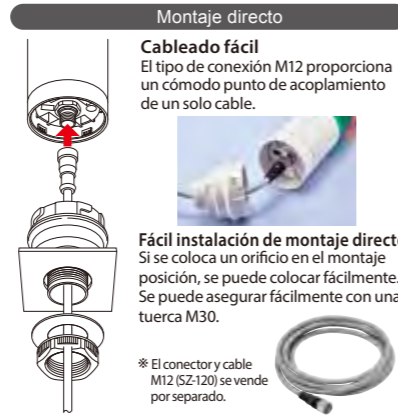 Montaje directo
Cableado fácil
El tipo de conexión M12 proporciona
un cómodo punto de acoplamiento
de un solo cable.
Fácil instalación de montaje directo
Si se coloca un orificio en el montaje
posición, se puede colocar fácilmente.
Se puede asegurar fácilmente con una
tuerca M30.
※ El conector y cable
M12 (SZ-120) se vende
por separado.